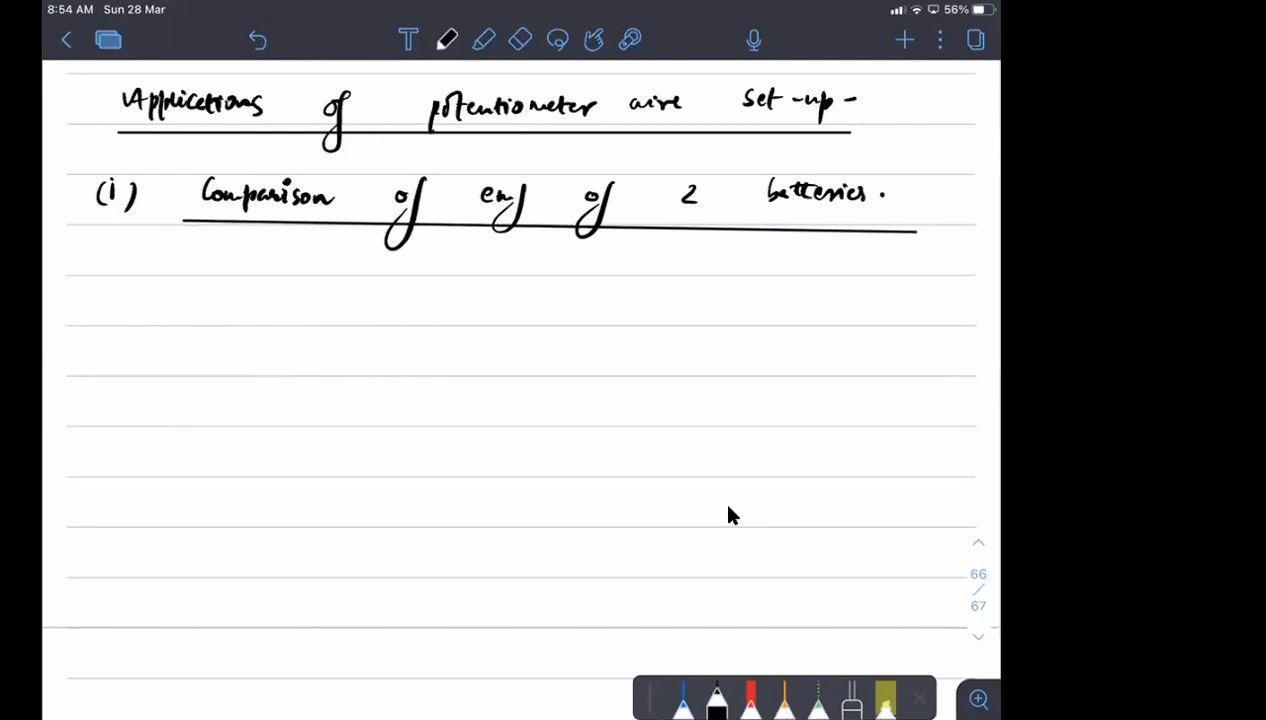 8:54 AM Sun 28 Mar 56%
T
Applications of potentiometer wire set-up-
(i) Comparison of emf of 2 batteries.
66
/
67